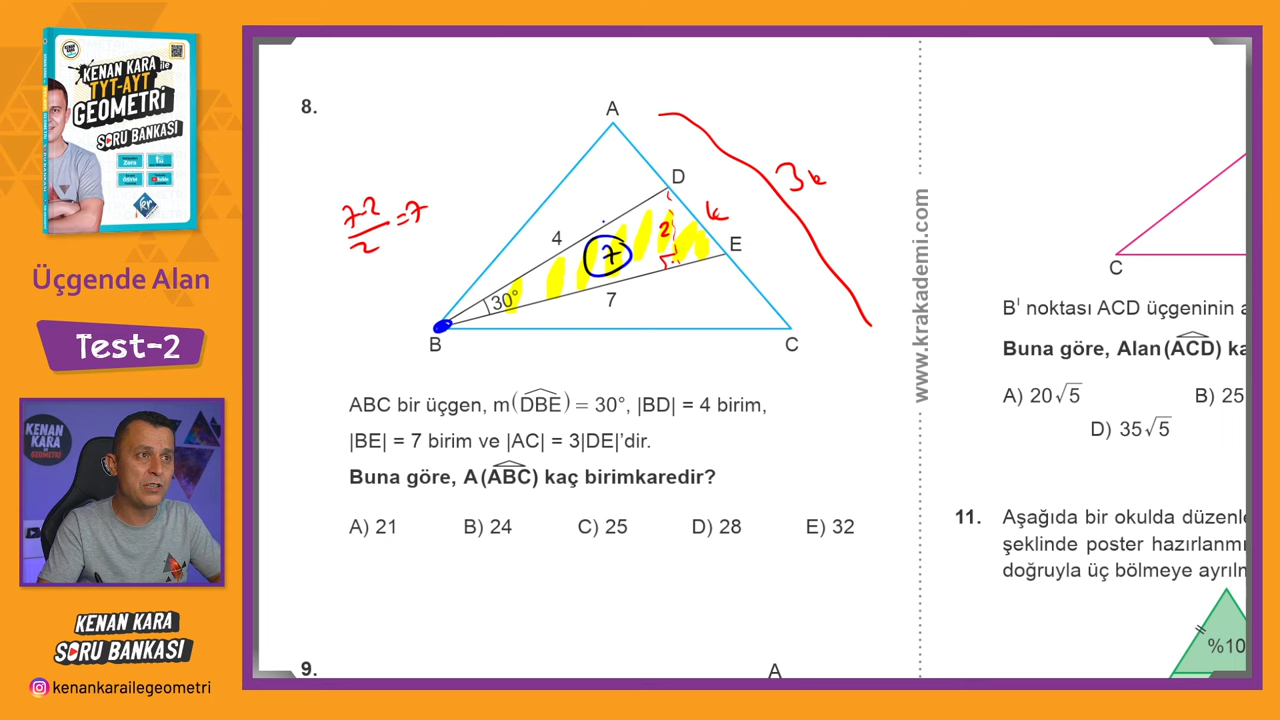 KENAN KARA ile
TYT-AYT
GEOMETRİ
SORU BANKASI
Üçgende Alan
Test-2
KENAN KARA
SORU BANKASI
kenankarailegeometri
8.
A
D
E
B
C
4
7
30°
7
7·2/2=7
2
k
3k
ABC bir üçgen, m(DBE) = 30°, |BD| = 4 birim,
|BE| = 7 birim ve |AC| = 3|DE|'dir.
Buna göre, A(ABC) kaç birimkaredir?
A) 21 B) 24 C) 25 D) 28 E) 32
9.
A
www.krakademi.com
C
B' noktası ACD üçgeninin a
Buna göre, Alan(ACD) ka
A) 20√5 B) 25
D) 35√5
11. Aşağıda bir okulda düzenle
şeklinde poster hazırlanmı
doğruyla üç bölmeye ayrıln
%10